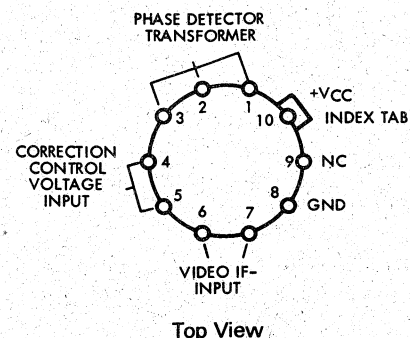 PHASE DETECTOR
TRANSFORMER
3 2 1
+VCC
10 INDEX TAB
CORRECTION
CONTROL
VOLTAGE
INPUT
4
9 NC
5
8 GND
6 7
VIDEO IF-
INPUT
Top View